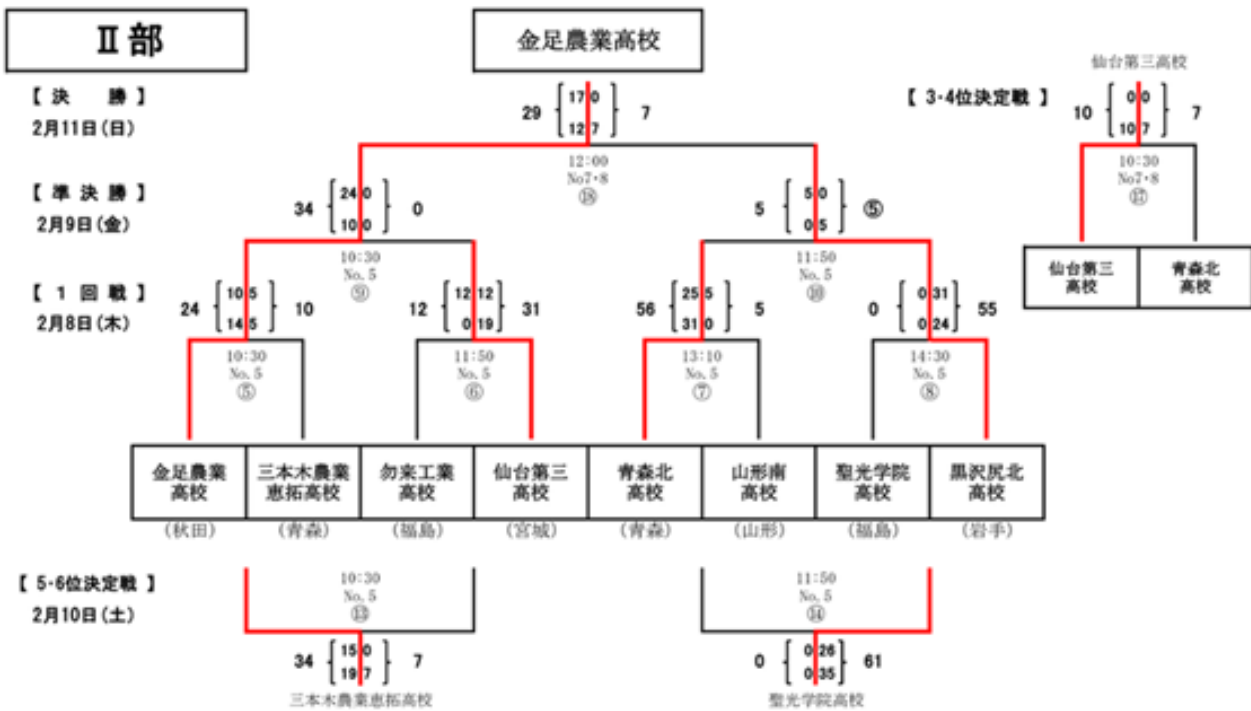 Ⅱ部
金足農業高校
仙台第三高校
【 決 勝 】
2月11日(日)
29 17 0 7
12 7
12:00
No7・8
⑱
【 3・4位決定戦 】
10 0 0 7
10 7
10:30
No7・8
⑰
仙台第三
高校
青森北
高校
【 準 決 勝 】
2月9日(金)
34 24 0 0
10 0
10:30
No.5
⑨
5 5 0 ⑤
0 5
11:50
No.5
⑩
【 1 回 戦 】
2月8日(木)
24 10 5 10
14 5
10:30
No.5
⑤
12 12 12 31
0 19
11:50
No.5
⑥
56 25 5 5
31 0
13:10
No.5
⑦
0 0 31 55
0 24
14:30
No.5
⑧
金足農業
高校
(秋田)
三本木農業
恵拓高校
(青森)
勿来工業
高校
(福島)
仙台第三
高校
(宮城)
青森北
高校
(青森)
山形南
高校
(山形)
聖光学院
高校
(福島)
黒沢尻北
高校
(岩手)
【 5・6位決定戦 】
2月10日(土)
10:30
No.5
⑬
34 15 0 7
19 7
三本木農業恵拓高校
11:50
No.5
⑭
0 0 26 61
0 35
聖光学院高校